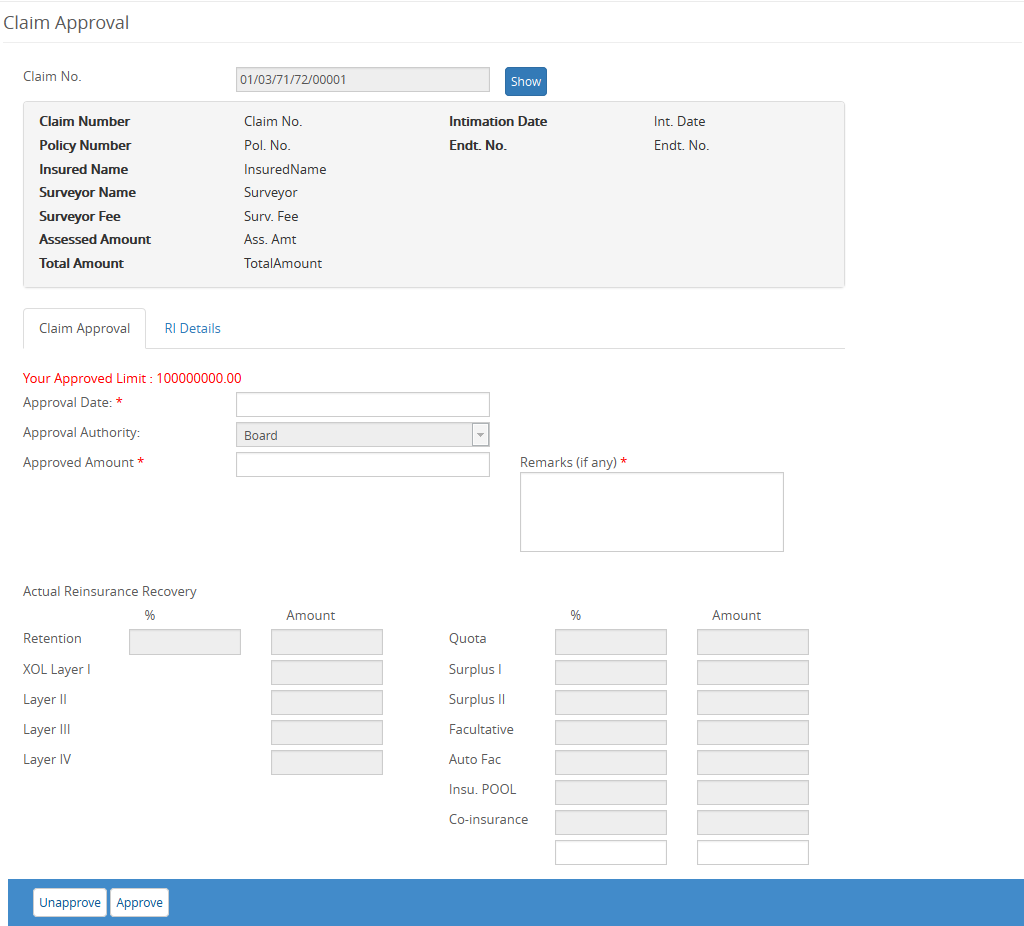 Claim Approval
Claim No. 01/03/71/72/00001 Show
Claim Number Claim No. Intimation Date Int. Date
Policy Number Pol. No. Endt. No. Endt. No.
Insured Name InsuredName
Surveyor Name Surveyor
Surveyor Fee Surv. Fee
Assessed Amount Ass. Amt
Total Amount TotalAmount
Claim Approval RI Details
Your Approved Limit : 100000000.00
Approval Date: *
Approval Authority: Board
Approved Amount * Remarks (if any) *
Actual Reinsurance Recovery
% Amount % Amount
Retention Quota
XOL Layer I Surplus I
Layer II Surplus II
Layer III Facultative
Layer IV Auto Fac
Insu. POOL
Co-insurance
Unapprove Approve